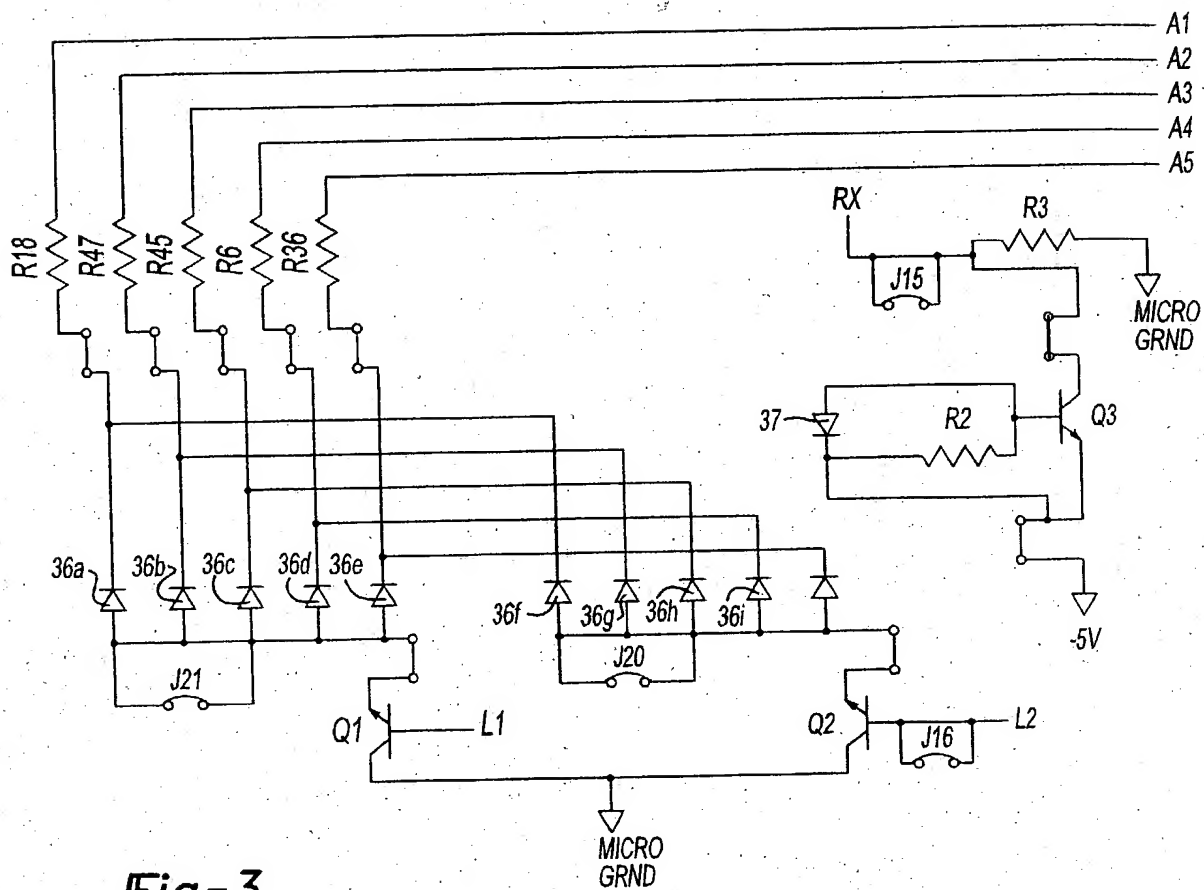 A1
A2
A3
A4
A5
RX
R3
R18
R47
R45
R6
R36
J15
MICRO
GRND
37
R2
Q3
36a
36b
36c
36d
36e
36f
36g
36h
36i
-5V
J21
J20
Q1
L1
Q2
J16
L2
MICRO
GRND
Fig-3